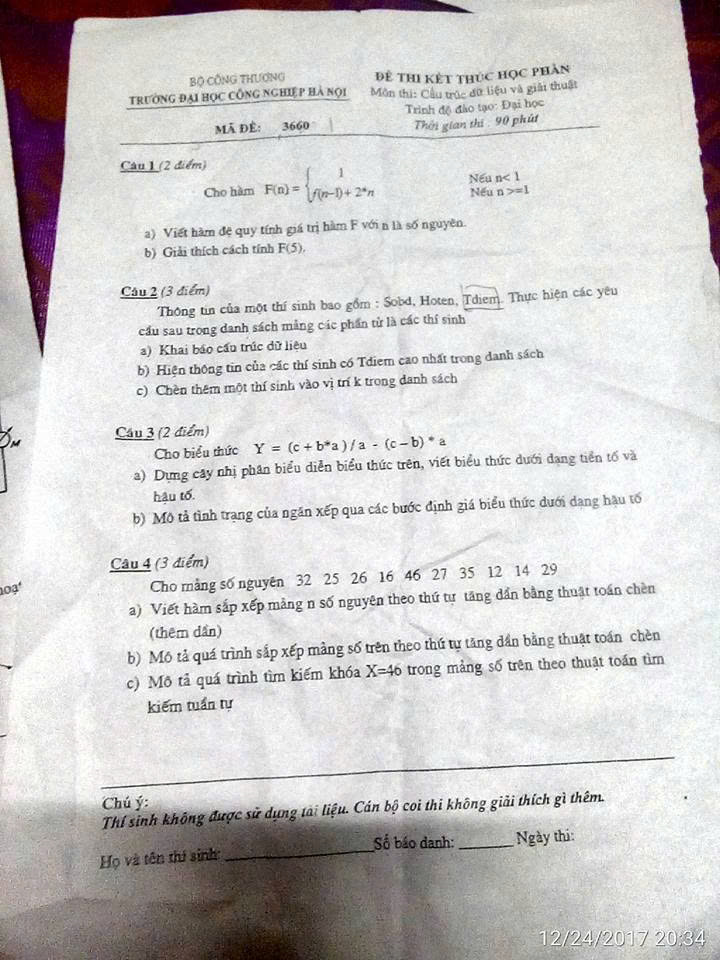 BỘ CÔNG THƯƠNG
TRƯỜNG ĐẠI HỌC CÔNG NGHIỆP HÀ NỘI
ĐỀ THI KẾT THÚC HỌC PHẦN
Môn thi: Cấu trúc dữ liệu và giải thuật
Trình độ đào tạo: Đại học
MÃ ĐỀ: 3660
Thời gian thi : 90 phút
Câu 1 (2 điểm)
Cho hàm F(n) = { 1 Nếu n< 1
f(n-1)+ 2*n Nếu n >=1
a) Viết hàm đệ quy tính giá trị hàm F với n là số nguyên.
b) Giải thích cách tính F(5).
Câu 2 (3 điểm)
Thông tin của một thí sinh bao gồm : Sobd, Hoten, Tdiem. Thực hiện các yêu
cầu sau trong danh sách mảng các phần tử là các thí sinh
a) Khai báo cấu trúc dữ liệu
b) Hiện thông tin của các thí sinh có Tdiem cao nhất trong danh sách
c) Chèn thêm một thí sinh vào vị trí k trong danh sách
Câu 3 (2 điểm)
Cho biểu thức Y = (c + b*a ) / a - (c – b) * a
a) Dựng cây nhị phân biểu diễn biểu thức trên, viết biểu thức dưới dạng tiền tố và
hậu tố.
b) Mô tả tình trạng của ngăn xếp qua các bước định giá biểu thức dưới dạng hậu tố
Câu 4 (3 điểm)
Cho mảng số nguyên 32 25 26 16 46 27 35 12 14 29
a) Viết hàm sắp xếp mảng n số nguyên theo thứ tự tăng dần bằng thuật toán chèn
(thêm dần)
b) Mô tả quá trình sắp xếp mảng số trên theo thứ tự tăng dần bằng thuật toán chèn
c) Mô tả quá trình tìm kiếm khóa X=46 trong mảng số trên theo thuật toán tìm
kiếm tuần tự
Chú ý:
Thí sinh không được sử dụng tài liệu. Cán bộ coi thi không giải thích gì thêm.
Họ và tên thí sinh: Số báo danh: Ngày thi:
12/24/2017 20:34